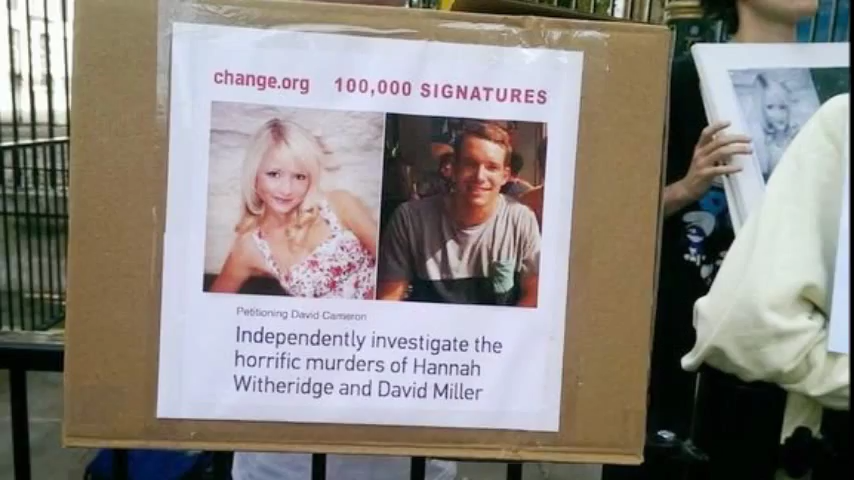 change.org 100,000 SIGNATURES
Petitioning David Cameron
Independently investigate the
horrific murders of Hannah
Witheridge and David Miller